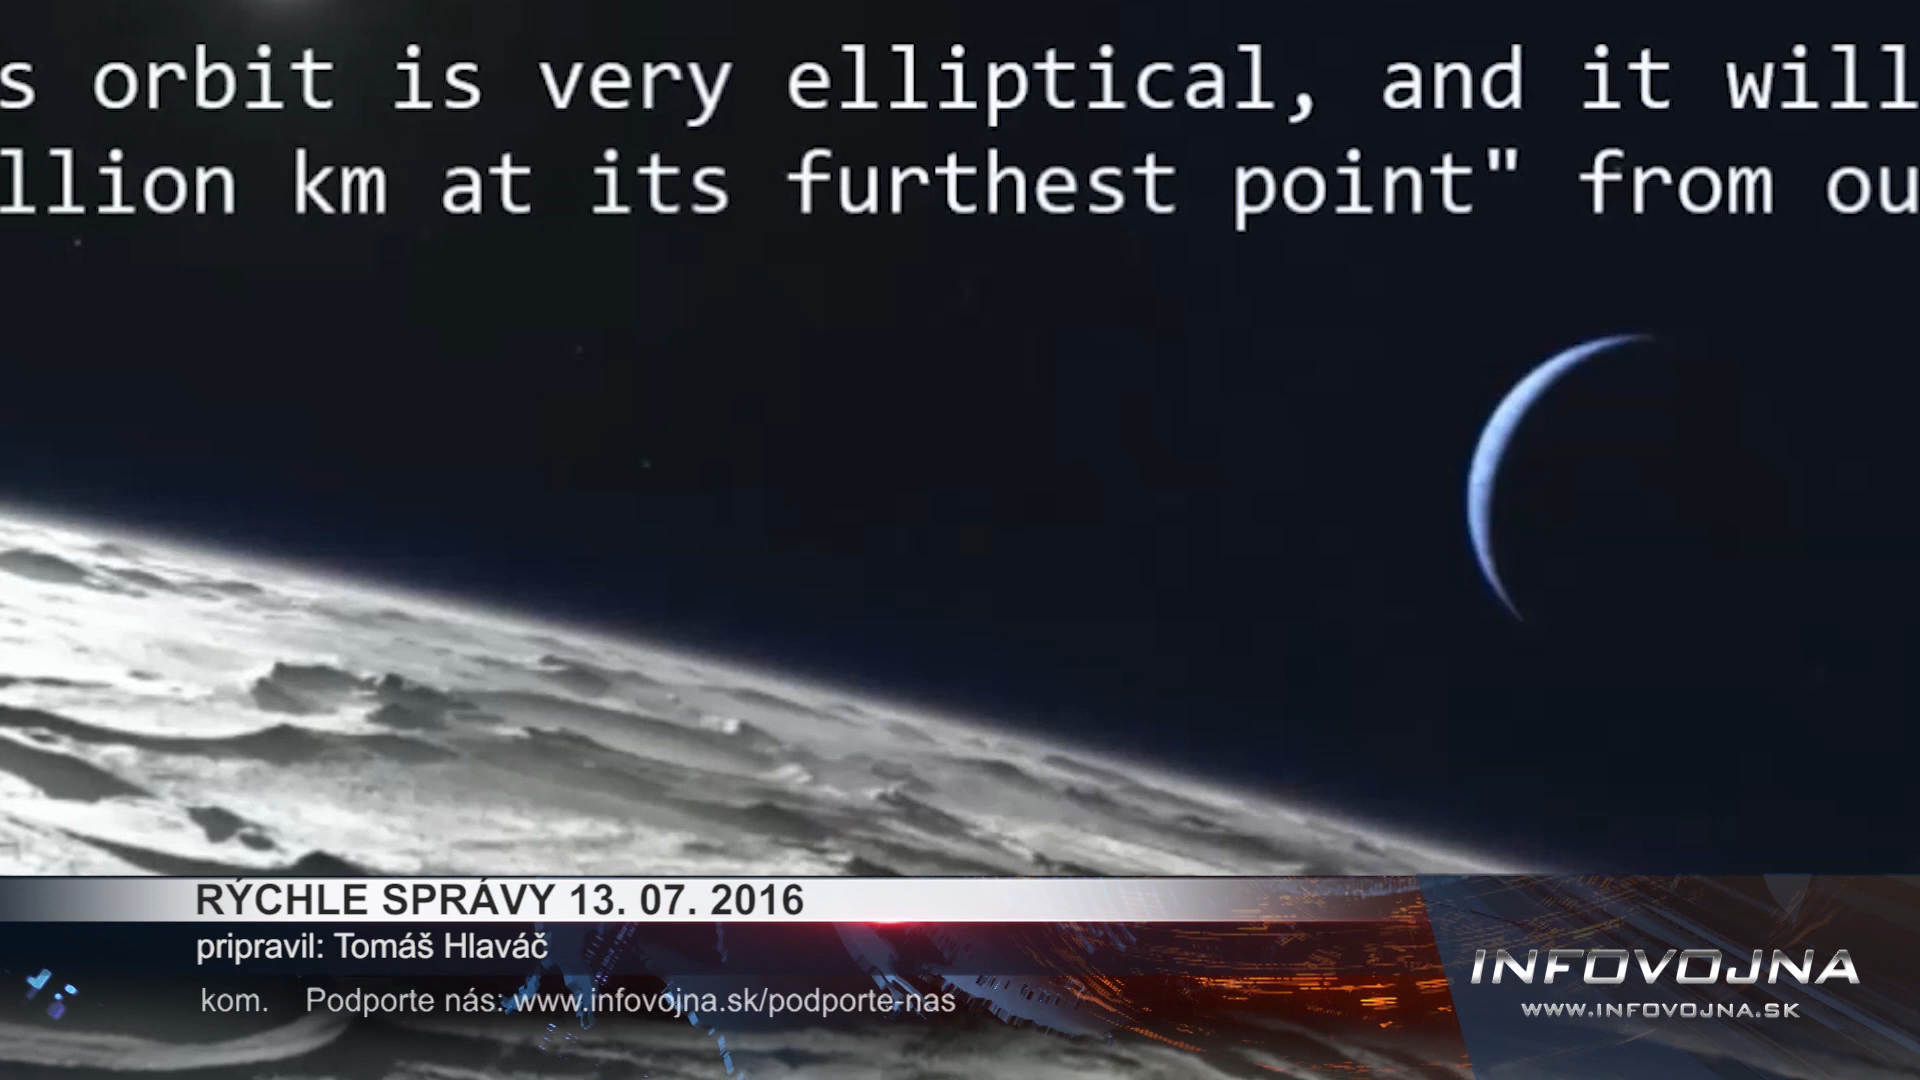 s orbit is very elliptical, and it will
llion km at its furthest point" from ou
RÝCHLE SPRÁVY 13. 07. 2016
pripravil: Tomáš Hlaváč
kom. Podporte nás: www.infovojna.sk/podporte-nas
INFOVOJNA
WWW.INFOVOJNA.SK